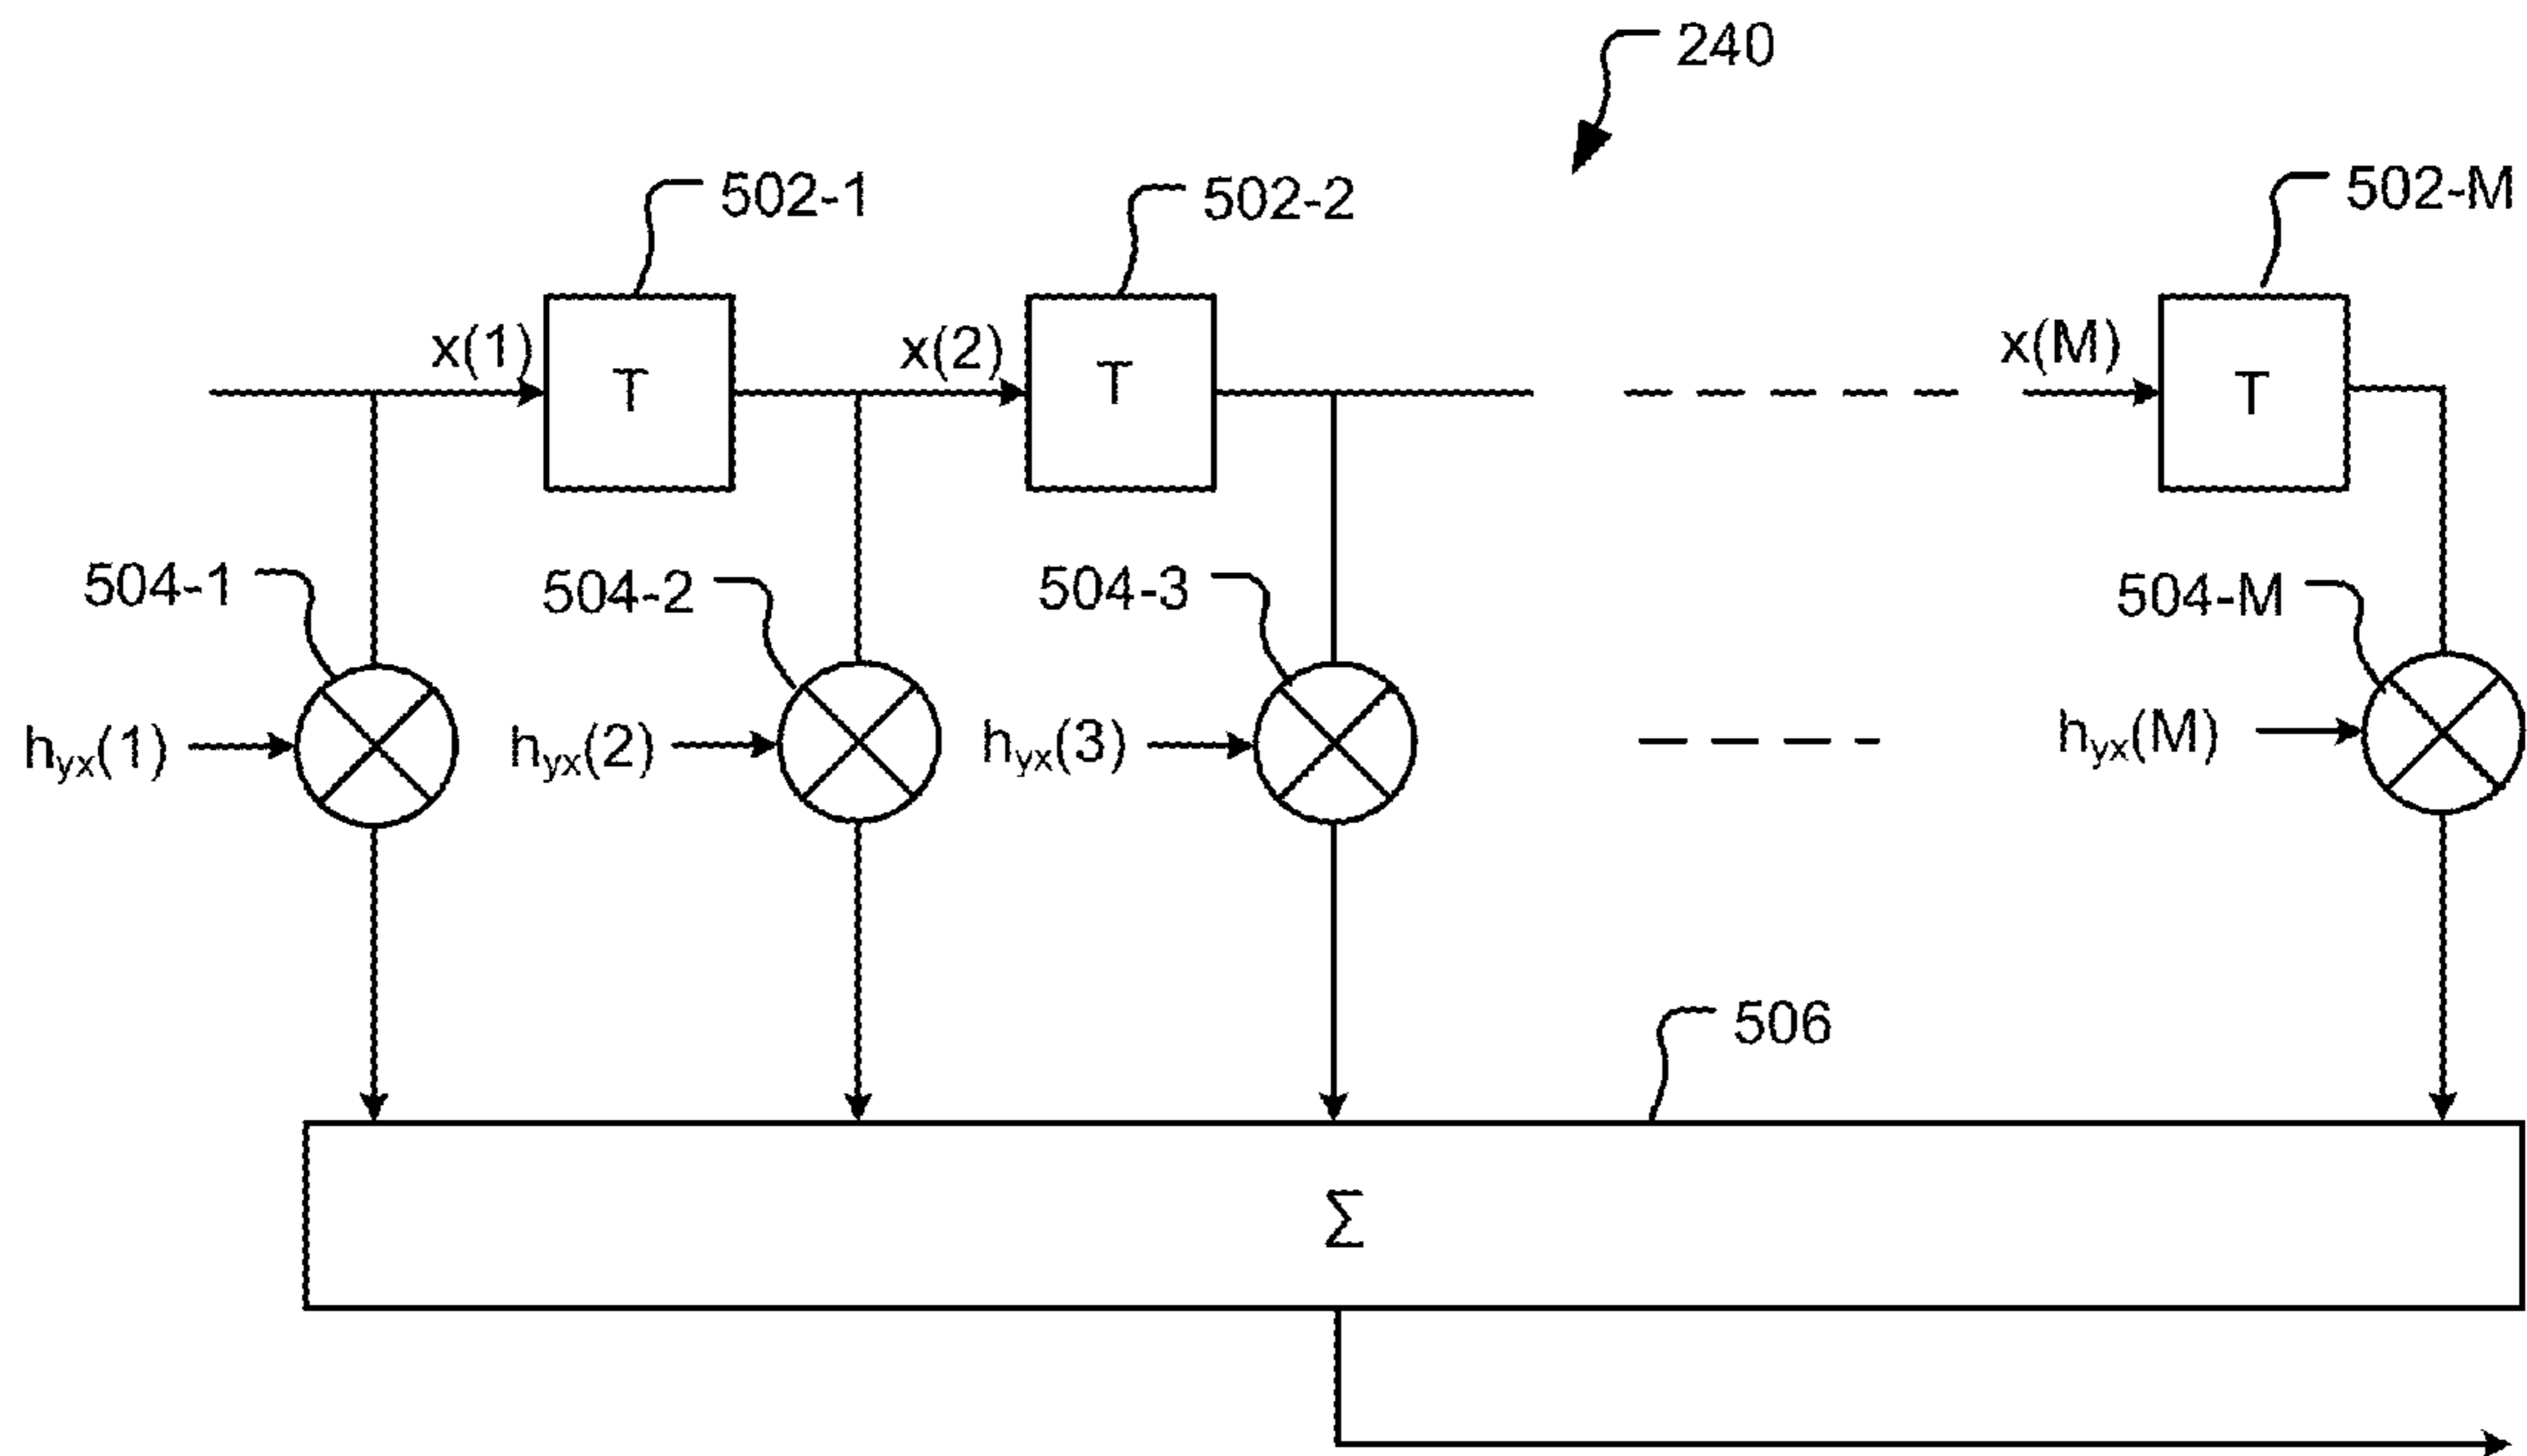 240
502-1
502-2
502-M
x(1)
T
x(2)
T
x(M)
T
504-1
504-2
504-3
504-M
hyx(1)
hyx(2)
hyx(3)
hyx(M)
506
Σ